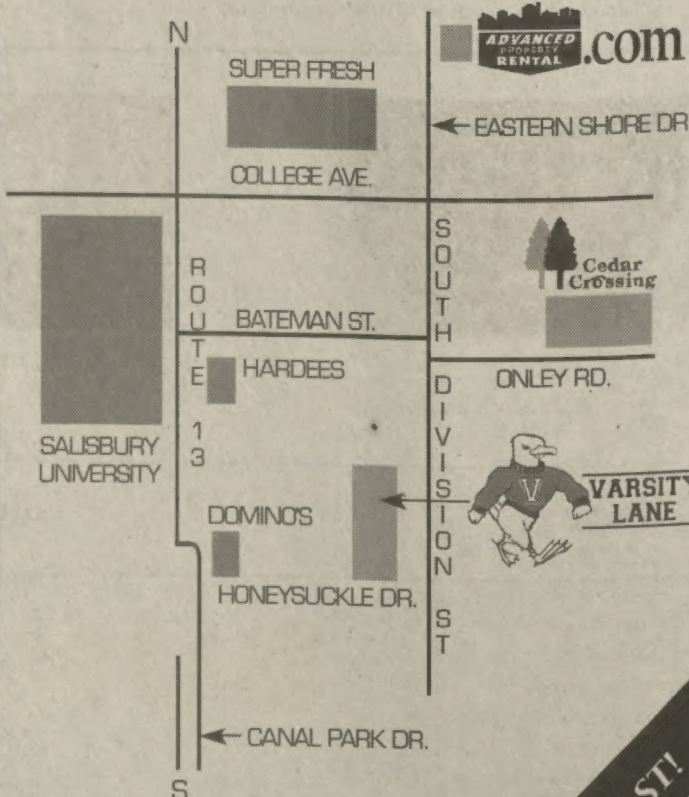 N
ADVANCED
PROPERTY
RENTAL
.com
SUPER FRESH
EASTERN SHORE DR
COLLEGE AVE.
ROUTE 13
SOUTH DIVISION ST
Cedar
Crossing
BATEMAN ST.
HARDEES
ONLEY RD.
SALISBURY
UNIVERSITY
V
VARSITY
LANE
DOMINO'S
HONEYSUCKLE DR.
CANAL PARK DR.
S
ST!